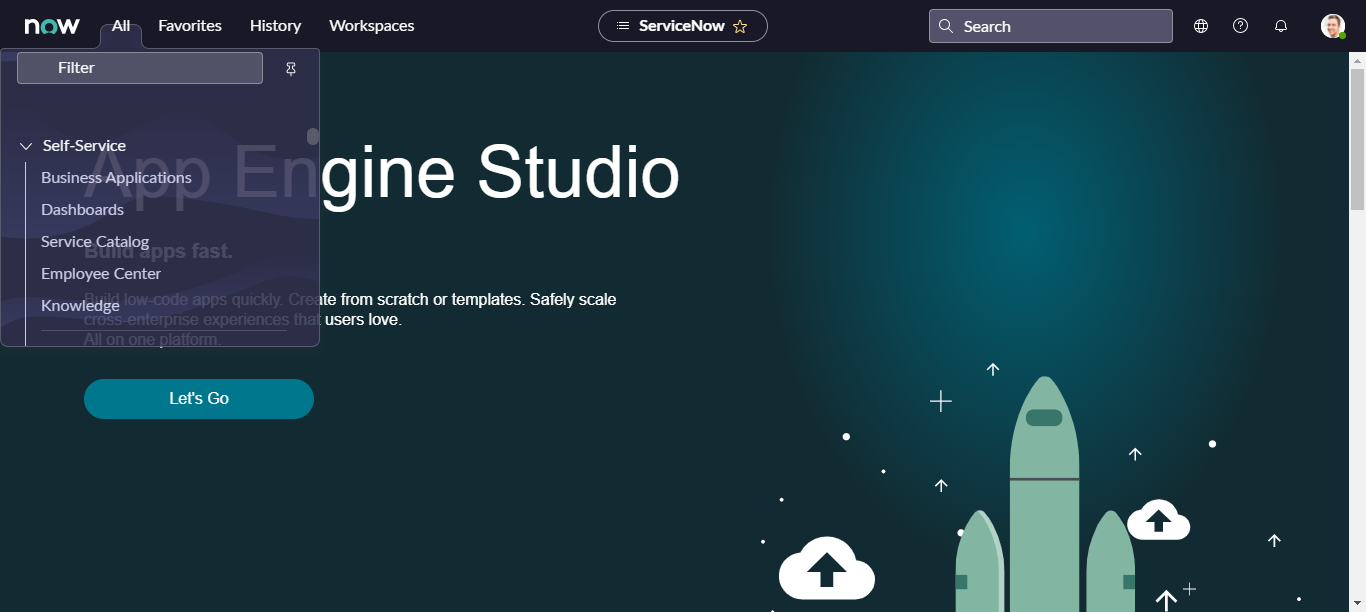 now
All
Favorites
History
Workspaces
ServiceNow
Search
Filter
Self-Service
Business Applications
Dashboards
Service Catalog
Employee Center
Knowledge
App Engine Studio
Build apps fast.
Build low-code apps quickly. Create from scratch or templates. Safely scale
cross-enterprise experiences that users love.
All on one platform.
Let's Go